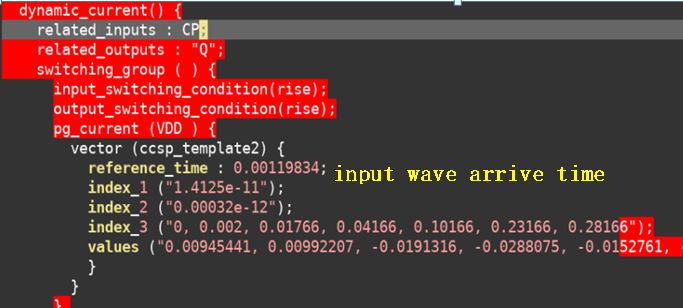 dynamic_current() {
related_inputs : CP;
related_outputs : "Q";
switching_group ( ) {
input_switching_condition(rise);
output_switching_condition(rise);
pg_current (VDD ) {
vector (ccsp_template2) {
reference_time : 0.00119834; input wave arrive time
index_1 ("1.4125e-11");
index_2 ("0.00032e-12");
index_3 ("0, 0.002, 0.01766, 0.04166, 0.10166, 0.23166, 0.28166");
values ("0.00945441, 0.00992207, -0.0191316, -0.0288075, -0.0152761, -
}
}
}